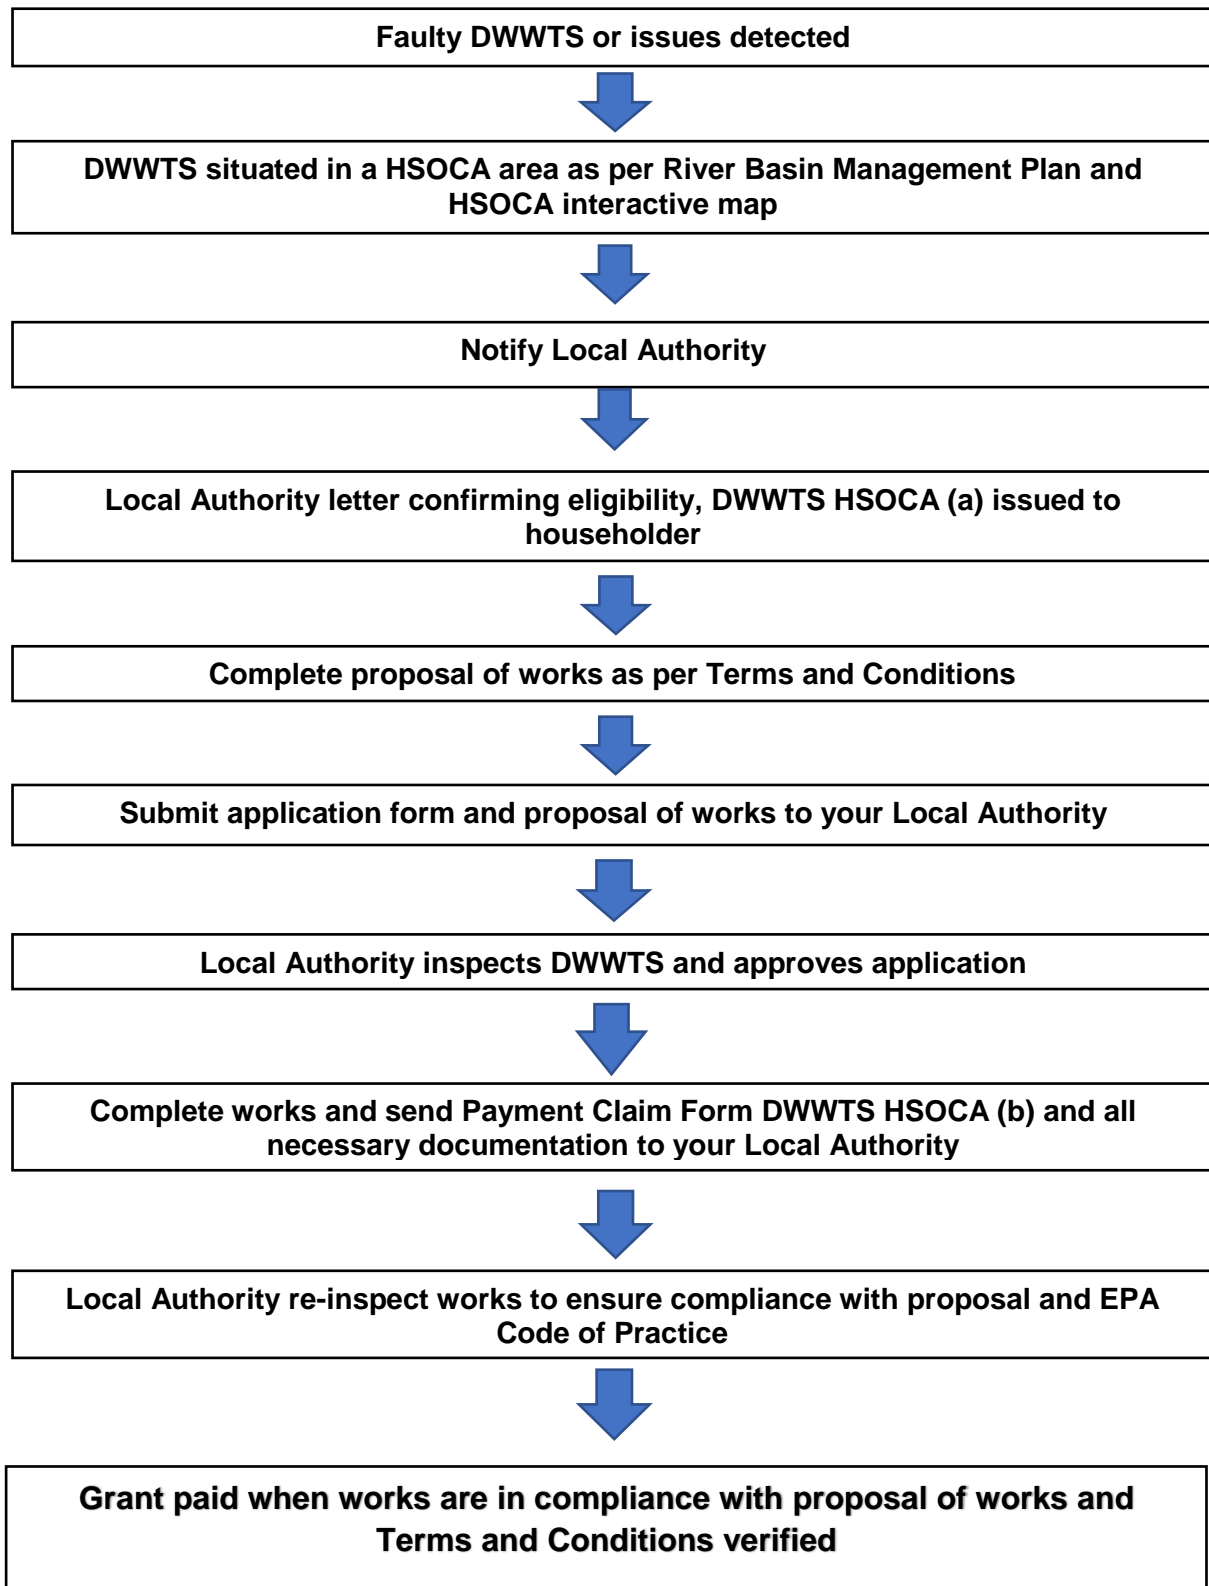 Faulty DWWTS or issues detected
DWWTS situated in a HSOCA area as per River Basin Management Plan and
HSOCA interactive map
Notify Local Authority
Local Authority letter confirming eligibility, DWWTS HSOCA (a) issued to
householder
Complete proposal of works as per Terms and Conditions
Submit application form and proposal of works to your Local Authority
Local Authority inspects DWWTS and approves application
Complete works and send Payment Claim Form DWWTS HSOCA (b) and all
necessary documentation to your Local Authority
Local Authority re-inspect works to ensure compliance with proposal and EPA
Code of Practice
Grant paid when works are in compliance with proposal of works and
Terms and Conditions verified